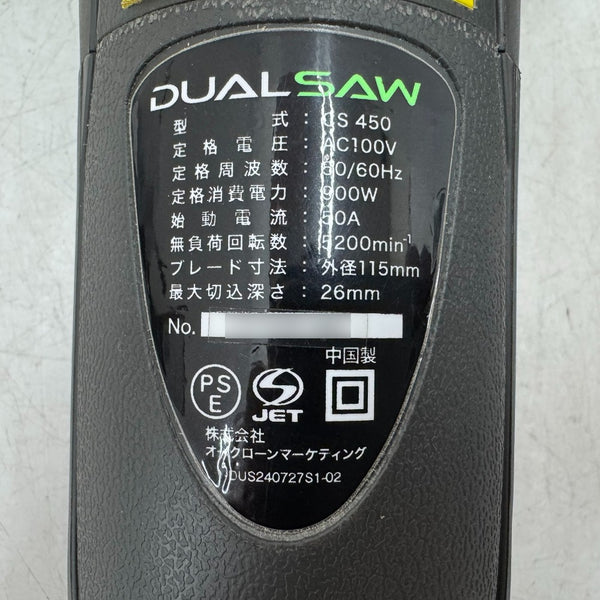 DUALSAW
型式：CS 450
定格電圧：AC100V
定格周波数：50/60Hz
定格消費電力：900W
始動電流：50A
無負荷回転数：5200min-1
ブレード寸法：外径115mm
最大切込深さ：26mm
No.
中国製
PS
E
JET
株式会社
オークローンマーケティング
DUS240727S1-02